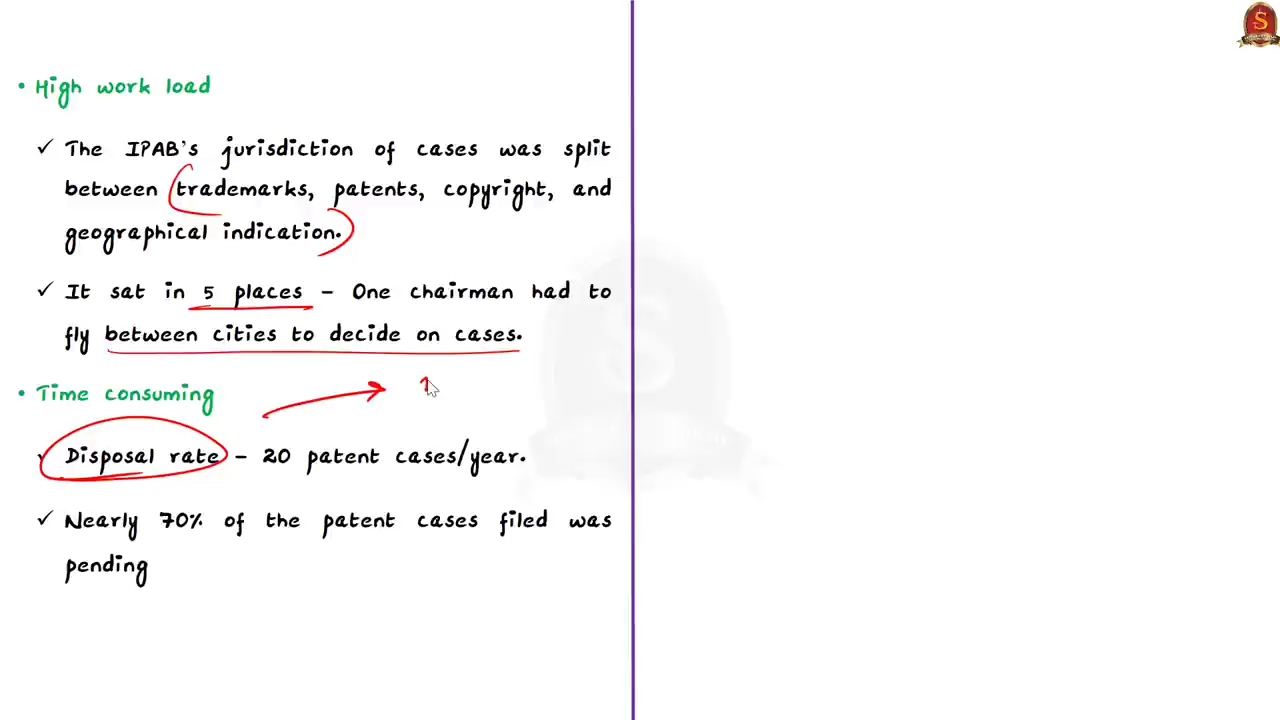 • High work load
✓ The IPAB's jurisdiction of cases was split
between trademarks, patents, copyright, and
geographical indication.
✓ It sat in 5 places - One chairman had to
fly between cities to decide on cases.
• Time consuming
✓ Disposal rate - 20 patent cases/year.
✓ Nearly 70% of the patent cases filed was
pending
S